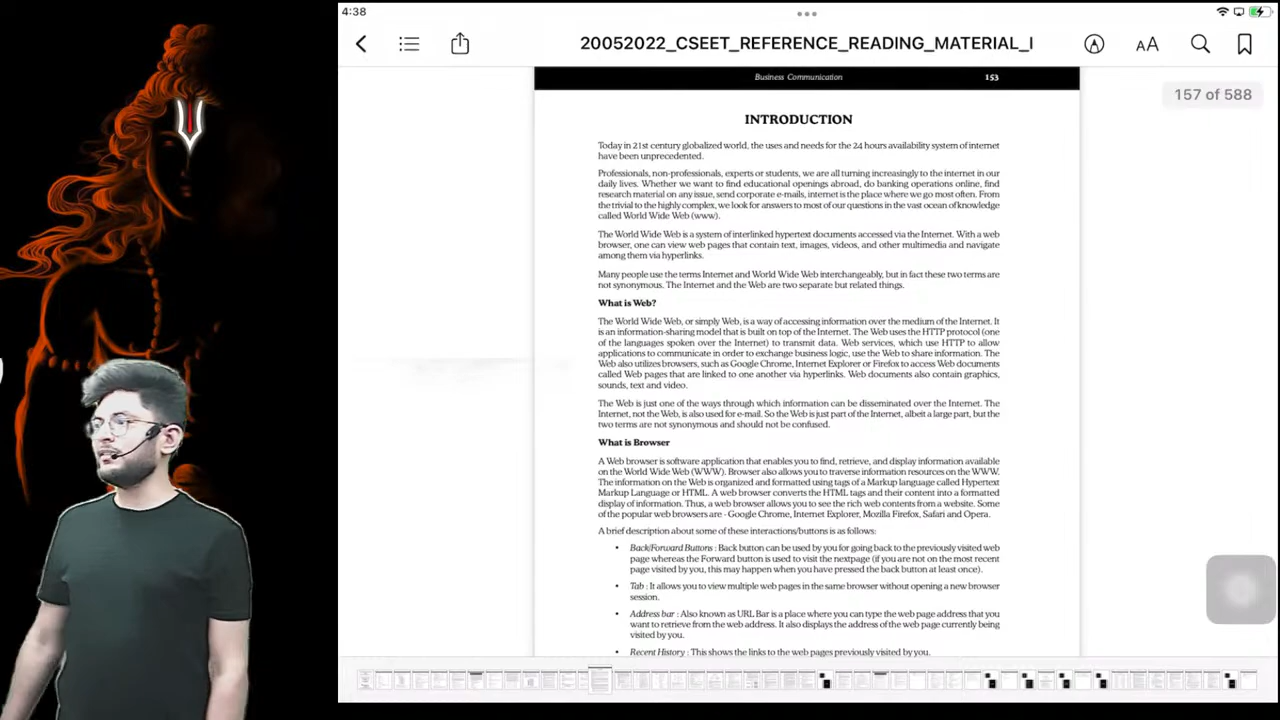 4:38
20052022_CSEET_REFERENCE_READING_MATERIAL_I
AA
Business Communication 153
157 of 588
INTRODUCTION
Today in 21st century globalized world, the uses and needs for the 24 hours availability system of internet
have been unprecedented.
Professionals, non-professionals, experts or students, we are all turning increasingly to the internet in our
daily lives. Whether we want to find educational openings abroad, do banking operations online, find
research material on any issue, send corporate e-mails, internet is the place where we go most often. From
the trivial to the highly complex, we look for answers to most of our questions in the vast ocean of knowledge
called World Wide Web (www).
The World Wide Web is a system of interlinked hypertext documents accessed via the Internet. With a web
browser, one can view web pages that contain text, images, videos, and other multimedia and navigate
among them via hyperlinks.
Many people use the terms Internet and World Wide Web interchangeably, but in fact these two terms are
not synonymous. The Internet and the Web are two separate but related things.
What is Web?
The World Wide Web, or simply Web, is a way of accessing information over the medium of the Internet. It
is an information-sharing model that is built on top of the Internet. The Web uses the HTTP protocol (one
of the languages spoken over the Internet) to transmit data. Web services, which use HTTP to allow
applications to communicate in order to exchange business logic, use the Web to share information. The
Web also utilizes browsers, such as Google Chrome, Internet Explorer or Firefox to access Web documents
called Web pages that are linked to one another via hyperlinks. Web documents also contain graphics,
sounds, text and video.
The Web is just one of the ways through which information can be disseminated over the Internet. The
Internet, not the Web, is also used for e-mail. So the Web is just part of the Internet, albeit a large part, but the
two terms are not synonymous and should not be confused.
What is Browser
A Web browser is software application that enables you to find, retrieve, and display information available
on the World Wide Web (WWW). Browser also allows you to traverse information resources on the WWW.
The information on the Web is organized and formatted using tags of a Markup language called Hypertext
Markup Language or HTML. A web browser converts the HTML tags and their content into a formatted
display of information. Thus, a web browser allows you to see the rich web contents from a website. Some
of the popular web browsers are - Google Chrome, Internet Explorer, Mozilla Firefox, Safari and Opera.
A brief description about some of these interactions/buttons is as follows:
• Back/Forward Buttons : Back button can be used by you for going back to the previously visited web
page whereas the Forward button is used to visit the nextpage (if you are not on the most recent
page visited by you, this may happen when you have pressed the back button at least once).
• Tab : It allows you to view multiple web pages in the same browser without opening a new browser
session.
• Address bar : Also known as URL Bar is a place where you can type the web page address that you
want to retrieve from the web address. It also displays the address of the web page currently being
visited by you.
• Recent History : This shows the links to the web pages previously visited by you.